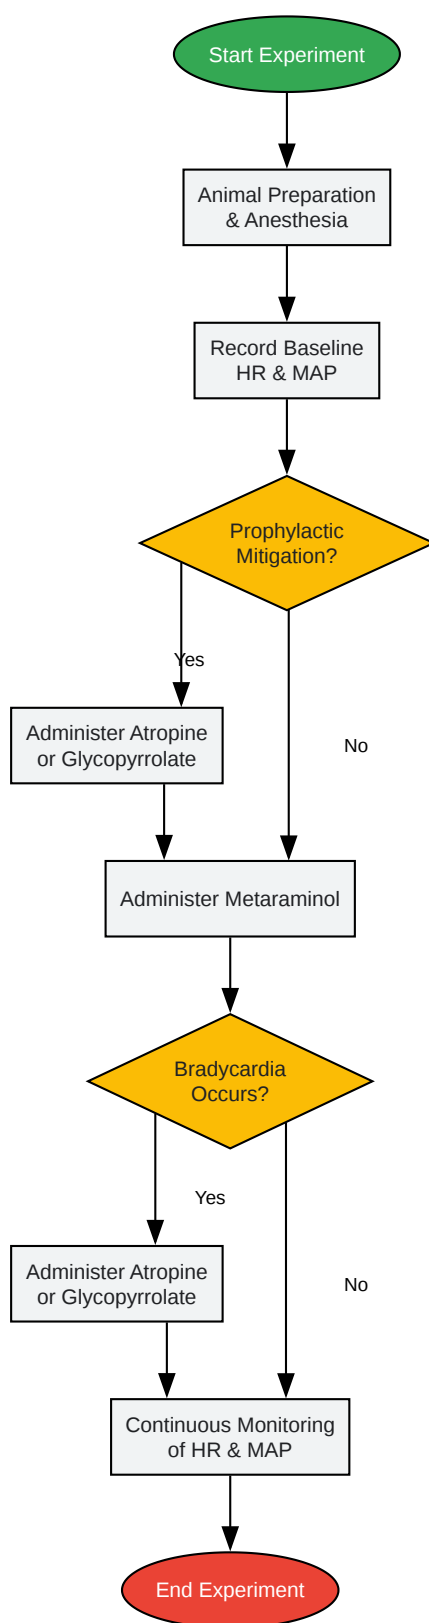 Start Experiment
Animal Preparation
& Anesthesia
Record Baseline
HR & MAP
Prophylactic
Mitigation?
Yes
Administer Atropine
or Glycopyrrolate
No
Administer Metaraminol
Bradycardia
Occurs?
Yes
Administer Atropine
or Glycopyrrolate
No
Continuous Monitoring
of HR & MAP
End Experiment